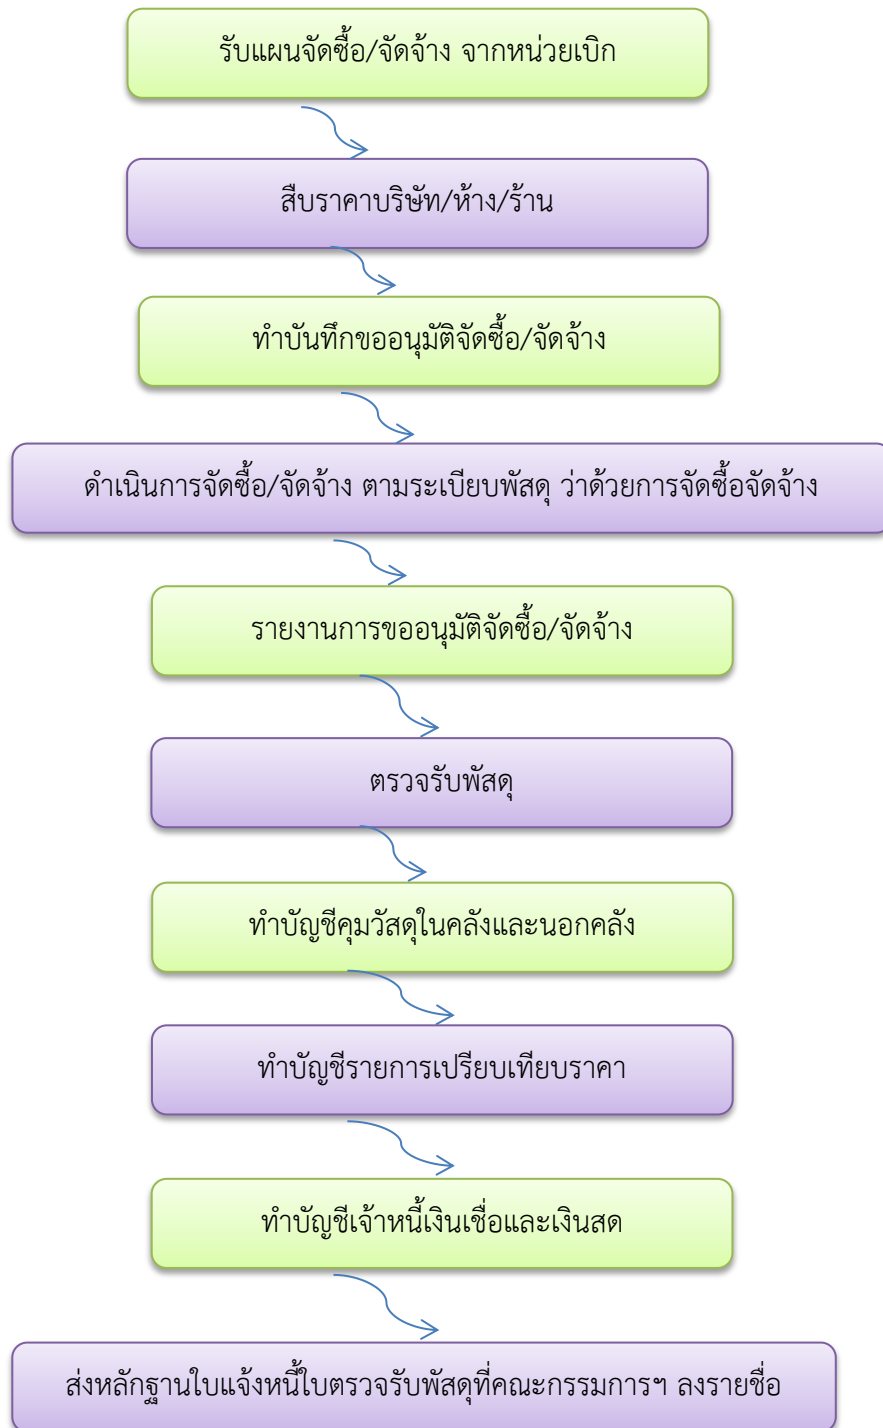 รับแผนจัดซื้อ/จัดจ้าง จากหน่วยเบิก
สืบราคาบริษัท/ห้าง/ร้าน
ทำบันทึกขออนุมัติจัดซื้อ/จัดจ้าง
ดำเนินการจัดซื้อ/จัดจ้าง ตามระเบียบพัสดุ ว่าด้วยการจัดซื้อจัดจ้าง
รายงานการขออนุมัติจัดซื้อ/จัดจ้าง
ตรวจรับพัสดุ
ทำบัญชีคุมวัสดุในคลังและนอกคลัง
ทำบัญชีรายการเปรียบเทียบราคา
ทำบัญชีเจ้าหนี้เงินเชื่อและเงินสด
ส่งหลักฐานใบแจ้งหนี้ใบตรวจรับพัสดุที่คณะกรรมการฯ ลงรายชื่อ